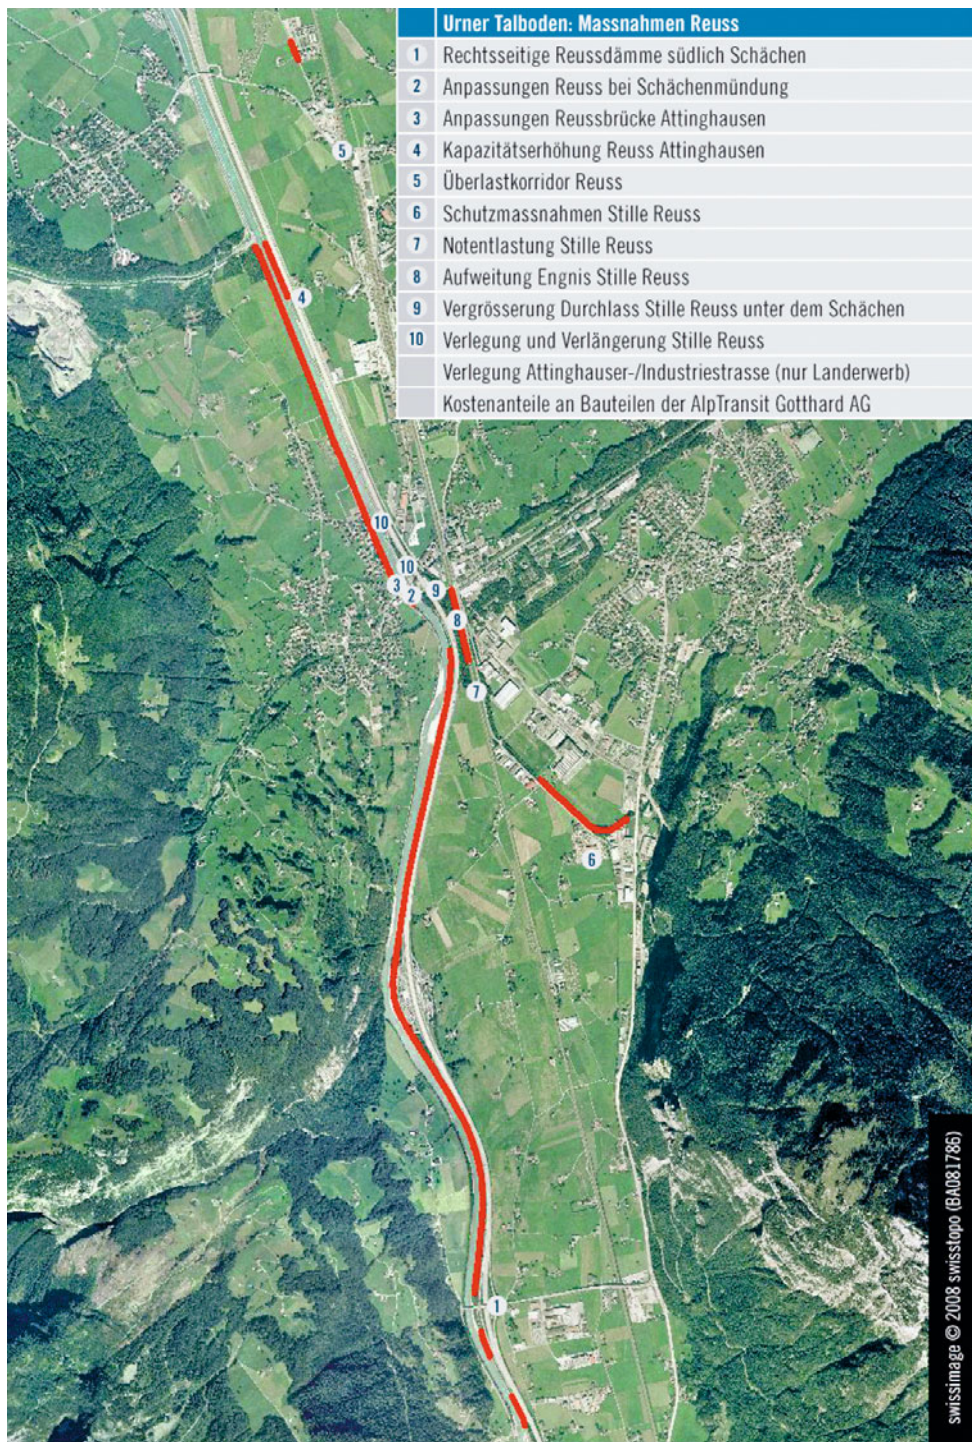 Urner Talboden: Massnahmen Reuss
1 Rechtsseitige Reussdämme südlich Schächen
2 Anpassungen Reuss bei Schächenmündung
3 Anpassungen Reussbrücke Attinghausen
4 Kapazitätserhöhung Reuss Attinghausen
5 Überlastkorridor Reuss
6 Schutzmassnahmen Stille Reuss
7 Notentlastung Stille Reuss
8 Aufweitung Engnis Stille Reuss
9 Vergrösserung Durchlass Stille Reuss unter dem Schächen
10 Verlegung und Verlängerung Stille Reuss
Verlegung Attinghauser-/Industriestrasse (nur Landerwerb)
Kostenanteile an Bauteilen der AlpTransit Gotthard AG
5
4
10
10
3
2
9
8
7
6
1
swissimage © 2008 swisstopo (BA081786)